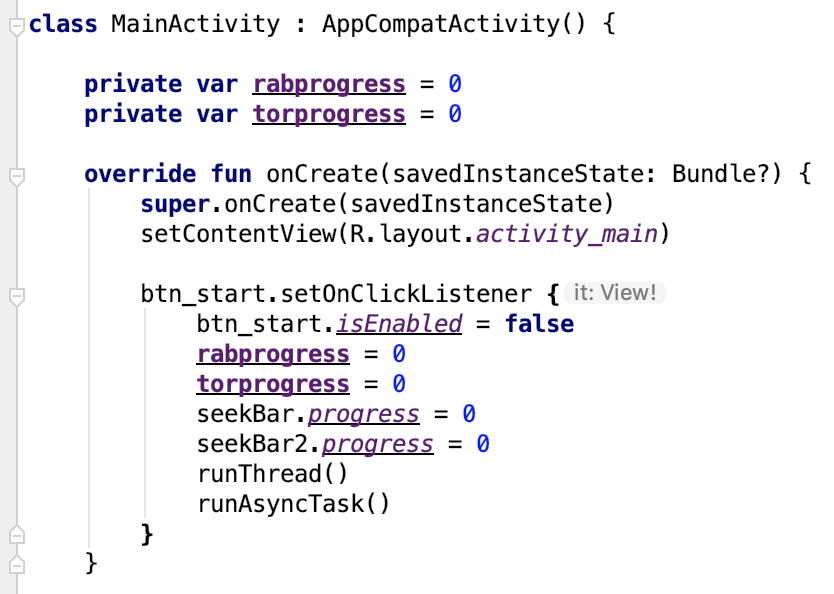 class MainActivity : AppCompatActivity() {
private var rabprogress = 0
private var torprogress = 0
override fun onCreate(savedInstanceState: Bundle?) {
super.onCreate(savedInstanceState)
setContentView(R.layout.activity_main)
btn_start.setOnClickListener { it: View!
btn_start.isEnabled = false
rabprogress = 0
torprogress = 0
seekBar.progress = 0
seekBar2.progress = 0
runThread()
runAsyncTask()
}
}